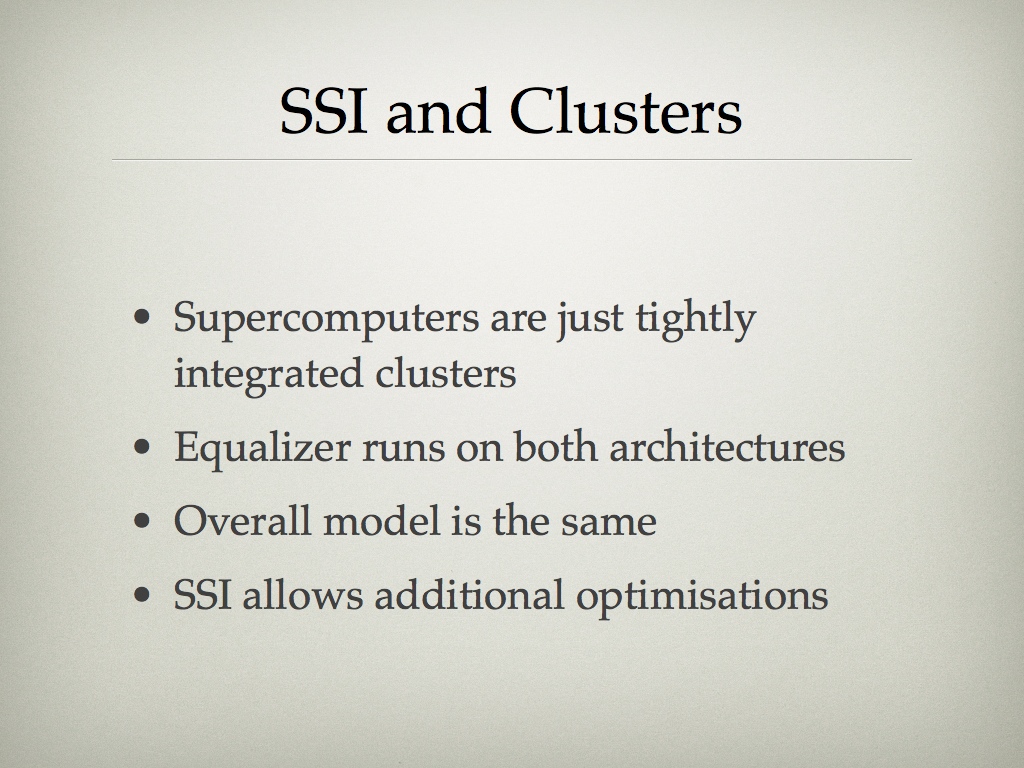 SSI and Clusters
• Supercomputers are just tightly
integrated clusters
• Equalizer runs on both architectures
• Overall model is the same
• SSI allows additional optimisations